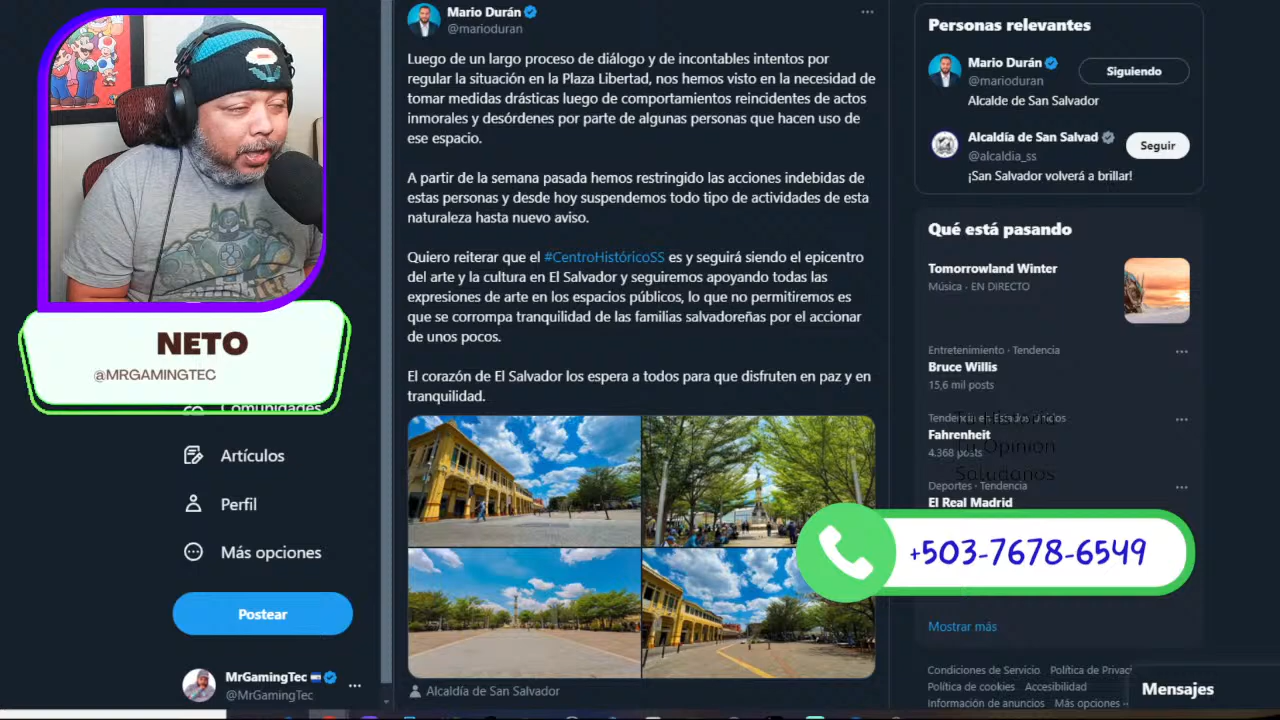 Mario Durán
@marioduran
Luego de un largo proceso de diálogo y de incontables intentos por
regular la situación en la Plaza Libertad, nos hemos visto en la necesidad de
tomar medidas drásticas luego de comportamientos reincidentes de actos
inmorales y desórdenes por parte de algunas personas que hacen uso de
ese espacio.
A partir de la semana pasada hemos restringido las acciones indebidas de
estas personas y desde hoy suspendemos todo tipo de actividades de esta
naturaleza hasta nuevo aviso.
Quiero reiterar que el #CentroHistóricoSS es y seguirá siendo el epicentro
del arte y la cultura en El Salvador y seguiremos apoyando todas las
expresiones de arte en los espacios públicos, lo que no permitiremos es
que se corrompa tranquilidad de las familias salvadoreñas por el accionar
de unos pocos.
El corazón de El Salvador los espera a todos para que disfruten en paz y en
tranquilidad.
Alcaldía de San Salvador
NETO
@MRGAMINGTEC
Comunidades
Artículos
Perfil
Más opciones
Postear
MrGamingTec
@MrGamingTec
Personas relevantes
Mario Durán
@marioduran
Siguiendo
Alcalde de San Salvador
Alcaldía de San Salvad
@alcaldia_ss
Seguir
¡San Salvador volverá a brillar!
Qué está pasando
Tomorrowland Winter
Música · EN DIRECTO
Entretenimiento · Tendencia
Bruce Willis
15,6 mil posts
Tendencia en Estados Unidos
Fahrenheit
4.368 posts
Tu Opinion
Saludanos
Deportes · Tendencia
El Real Madrid
+503-7678-6549
Mostrar más
Condiciones de Servicio Política de Privac
Política de cookies Accesibilidad
Información de anuncios Más opciones
Mensajes